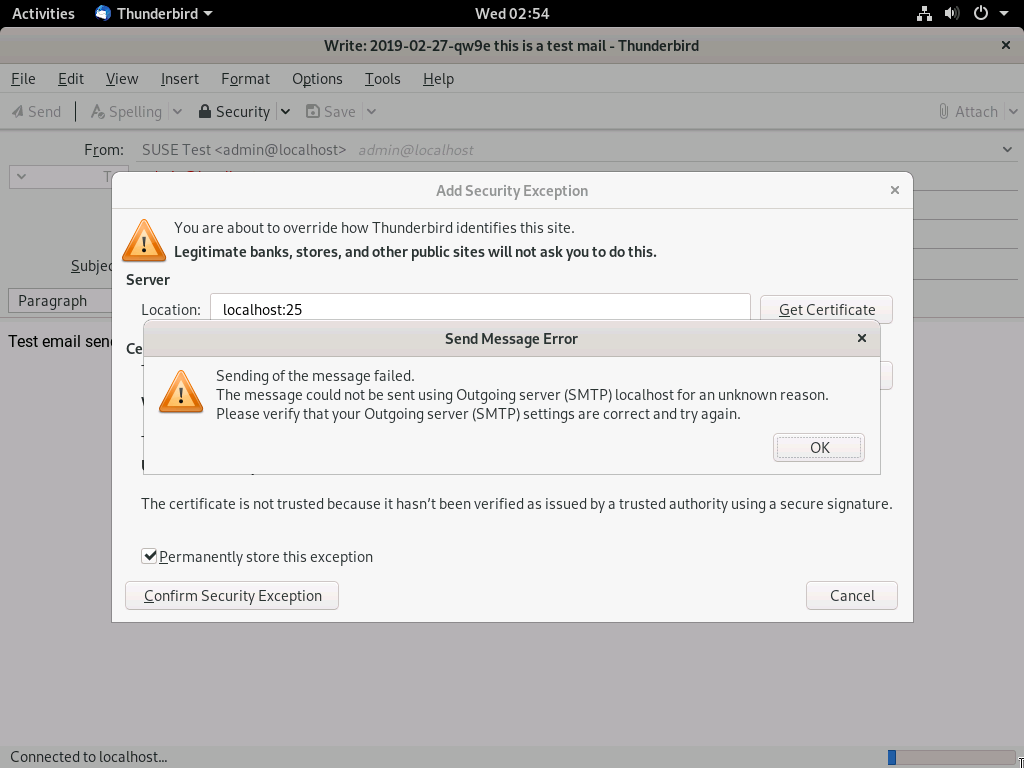 Activities Thunderbird Wed 02:54
Write: 2019-02-27-qw9e this is a test mail - Thunderbird
File Edit View Insert Format Options Tools Help
Send Spelling Security Save Attach
From: SUSE Test <admin@localhost> admin@localhost
Add Security Exception
You are about to override how Thunderbird identifies this site.
Legitimate banks, stores, and other public sites will not ask you to do this.
Server
Location: localhost:25 Get Certificate
Paragraph
Send Message Error
Test email
Sending of the message failed.
The message could not be sent using Outgoing server (SMTP) localhost for an unknown reason.
Please verify that your Outgoing server (SMTP) settings are correct and try again.
OK
The certificate is not trusted because it hasn't been verified as issued by a trusted authority using a secure signature.
Permanently store this exception
Confirm Security Exception Cancel
Connected to localhost...